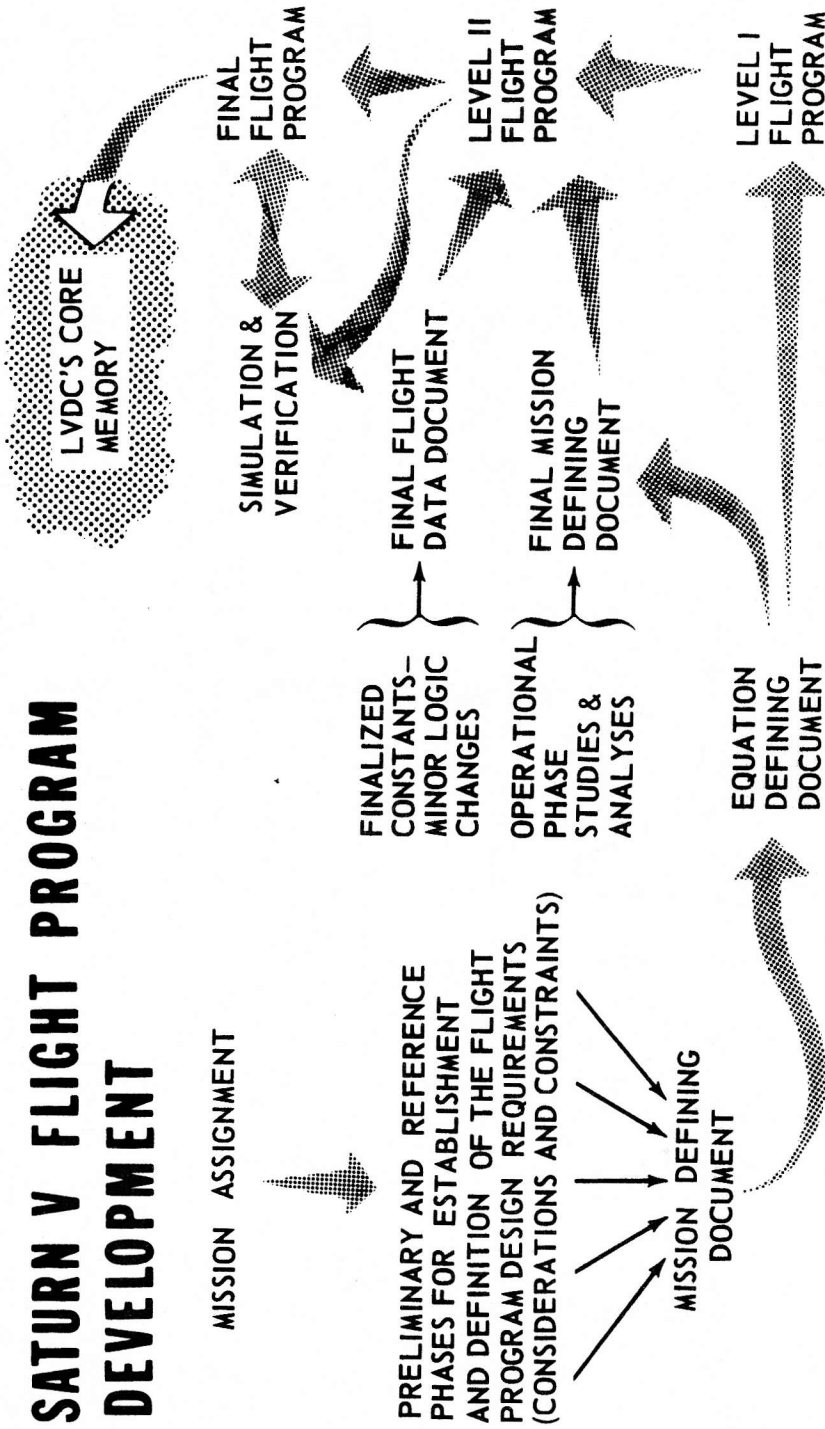 SATURN V FLIGHT PROGRAM
DEVELOPMENT
MISSION ASSIGNMENT
PRELIMINARY AND REFERENCE
PHASES FOR ESTABLISHMENT
AND DEFINITION OF THE FLIGHT
PROGRAM DESIGN REQUIREMENTS
(CONSIDERATIONS AND CONSTRAINTS)
MISSION DEFINING
DOCUMENT
EQUATION
DEFINING
DOCUMENT
FINALIZED
CONSTANTS–
MINOR LOGIC
CHANGES
OPERATIONAL
PHASE
STUDIES &
ANALYSES
FINAL FLIGHT
DATA DOCUMENT
FINAL MISSION
DEFINING
DOCUMENT
LEVEL I
FLIGHT
PROGRAM
LEVEL II
FLIGHT
PROGRAM
SIMULATION &
VERIFICATION
FINAL
FLIGHT
PROGRAM
LVDC'S CORE
MEMORY